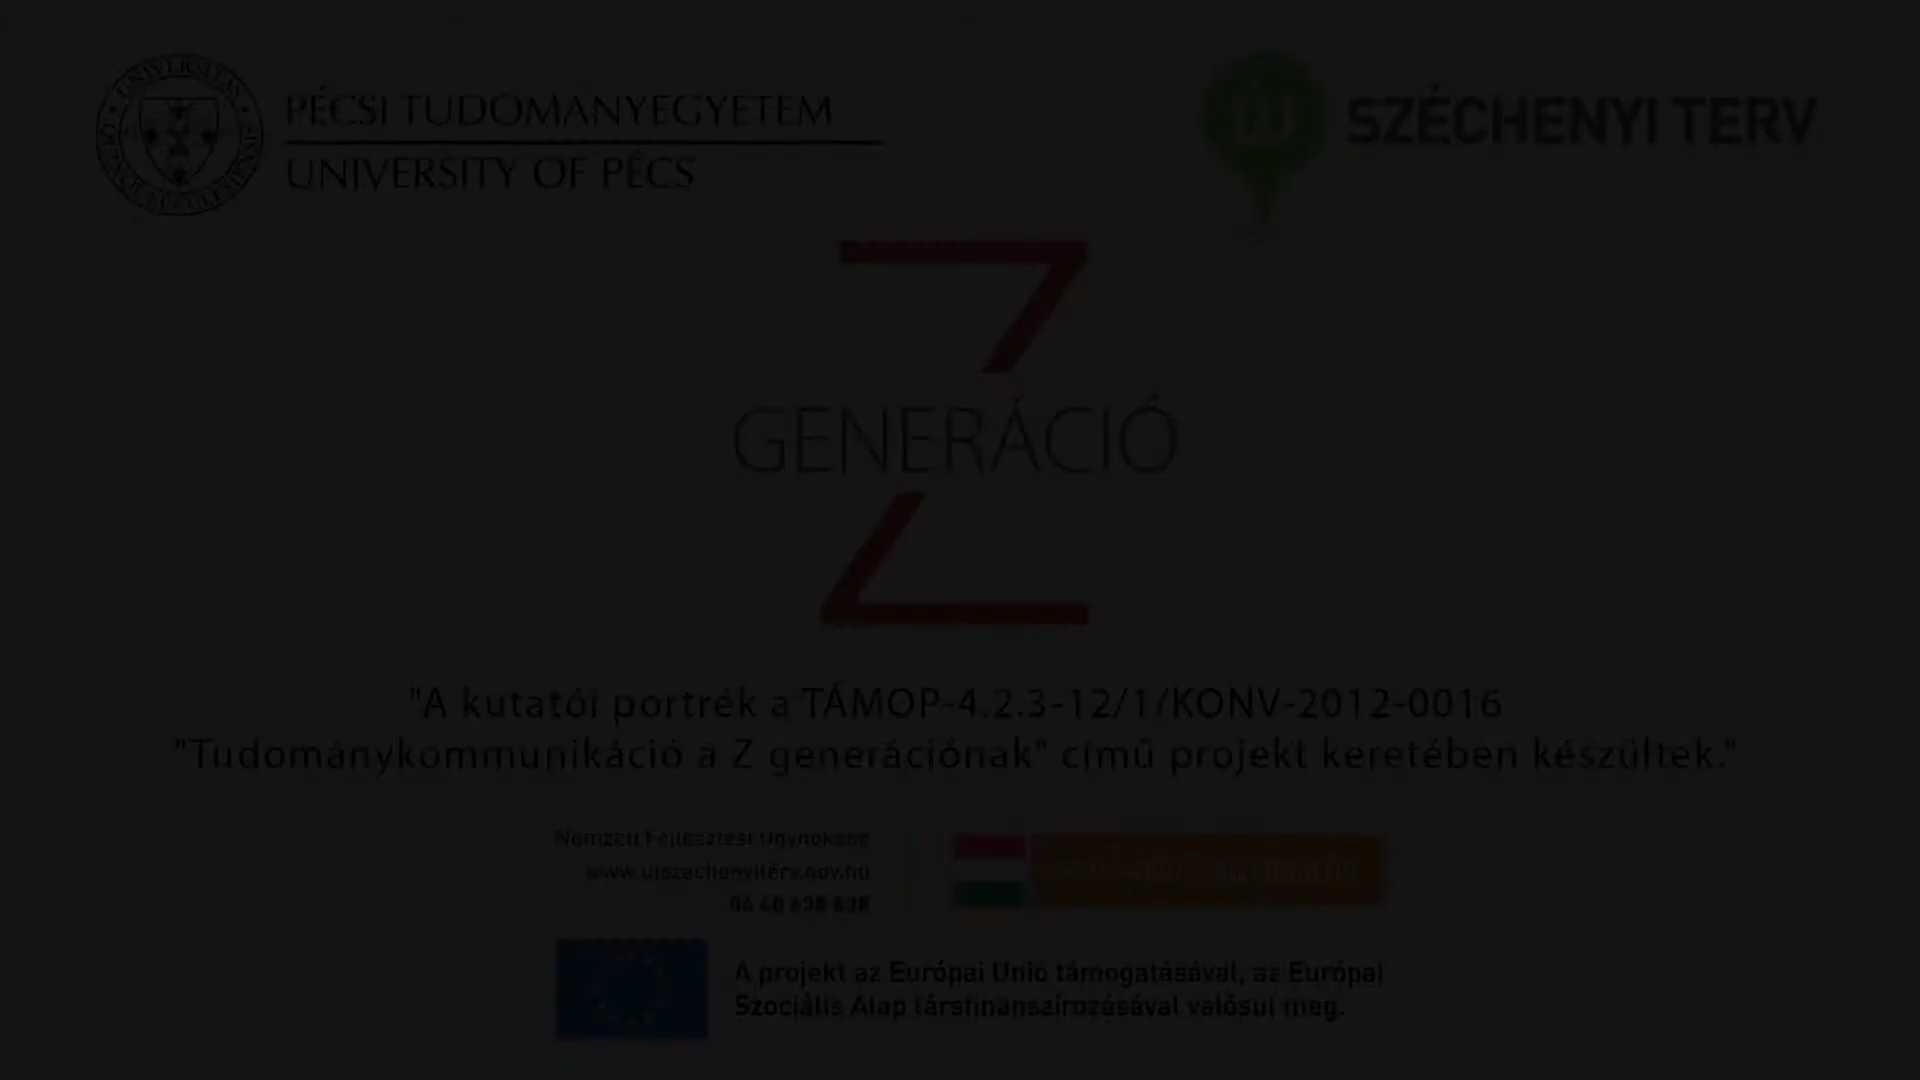 PÉCSI TUDOMÁNYEGYETEM
UNIVERSITY OF PÉCS
ÚJ SZÉCHENYI TERV
Z
GENERÁCIÓ
"A kutatói portrék a TÁMOP-4.2.3-12/1/KONV-2012-0016
"Tudománykommunikáció a Z generációnak" című projekt keretében készültek."
Nemzeti Fejlesztési Ügynökség
www.ujszechenyiterv.gov.hu
06 40 638 638
A projekt az Európai Unió támogatásával, az Európai
Szociális Alap társfinanszírozásával valósul meg.